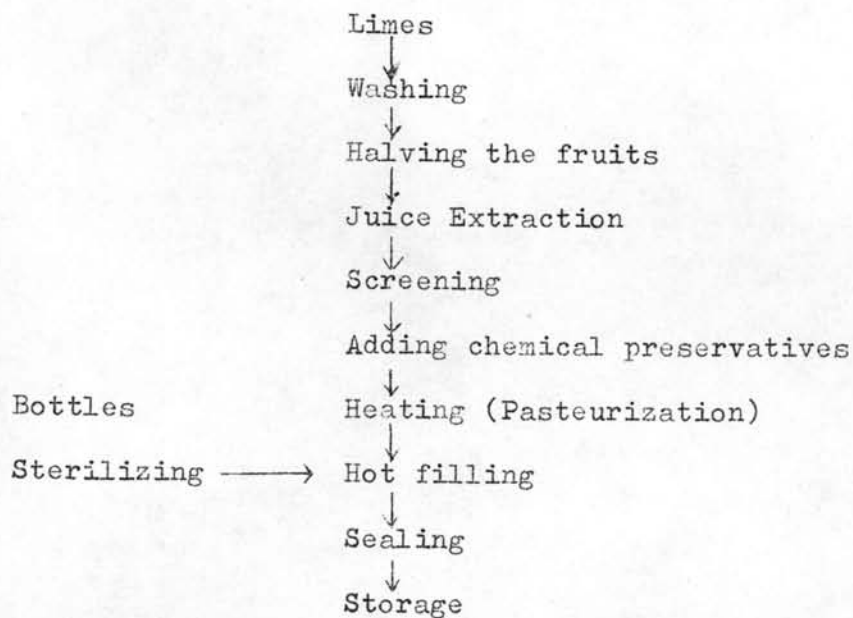 Limes
Washing
Halving the fruits
Juice Extraction
Screening
Adding chemical preservatives
Bottles Heating (Pasteurization)
Sterilizing Hot filling
Sealing
Storage